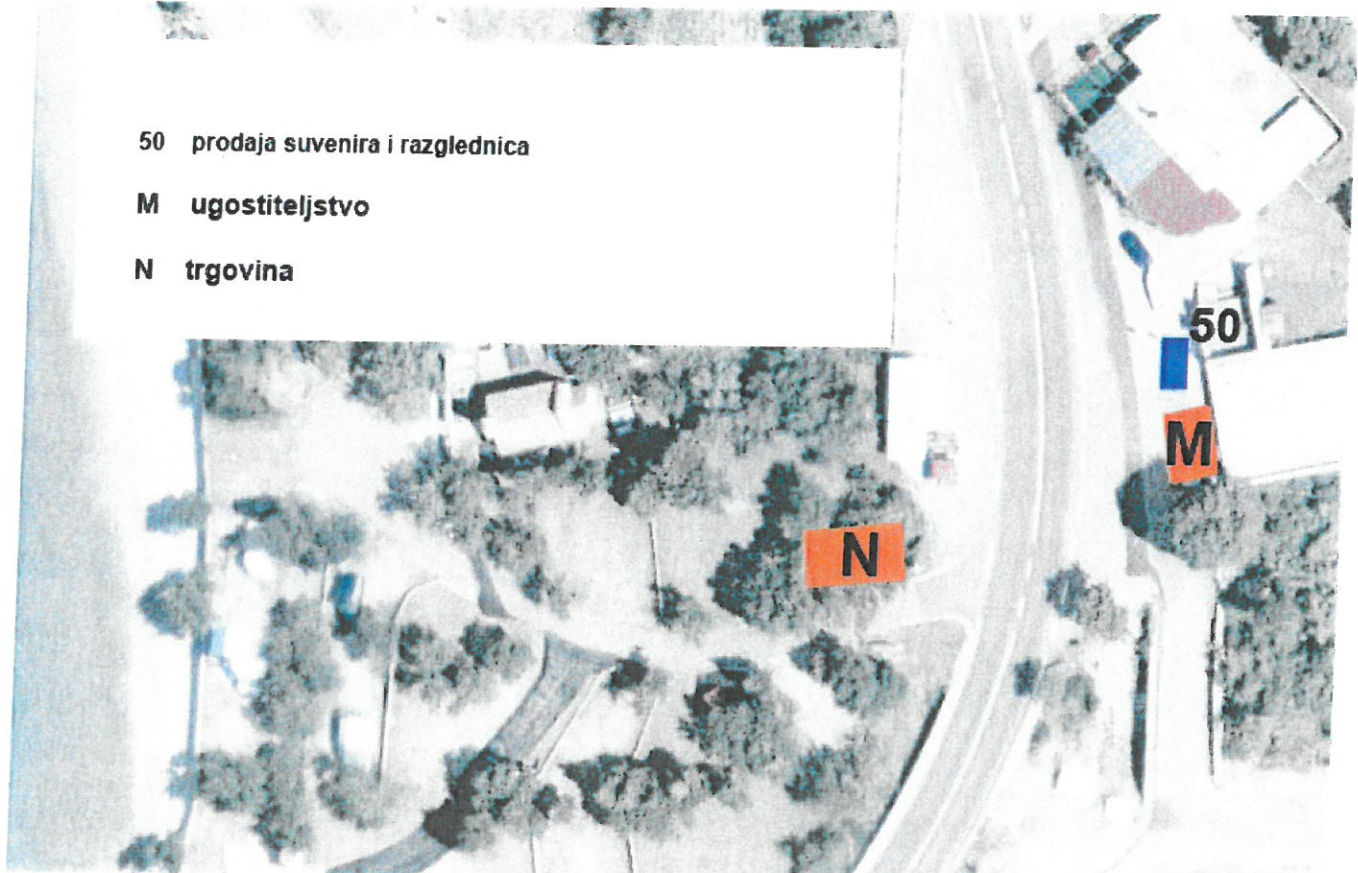 50 prodaja suvenira i razglednica
M ugostiteljstvo
N trgovina
50
M
N